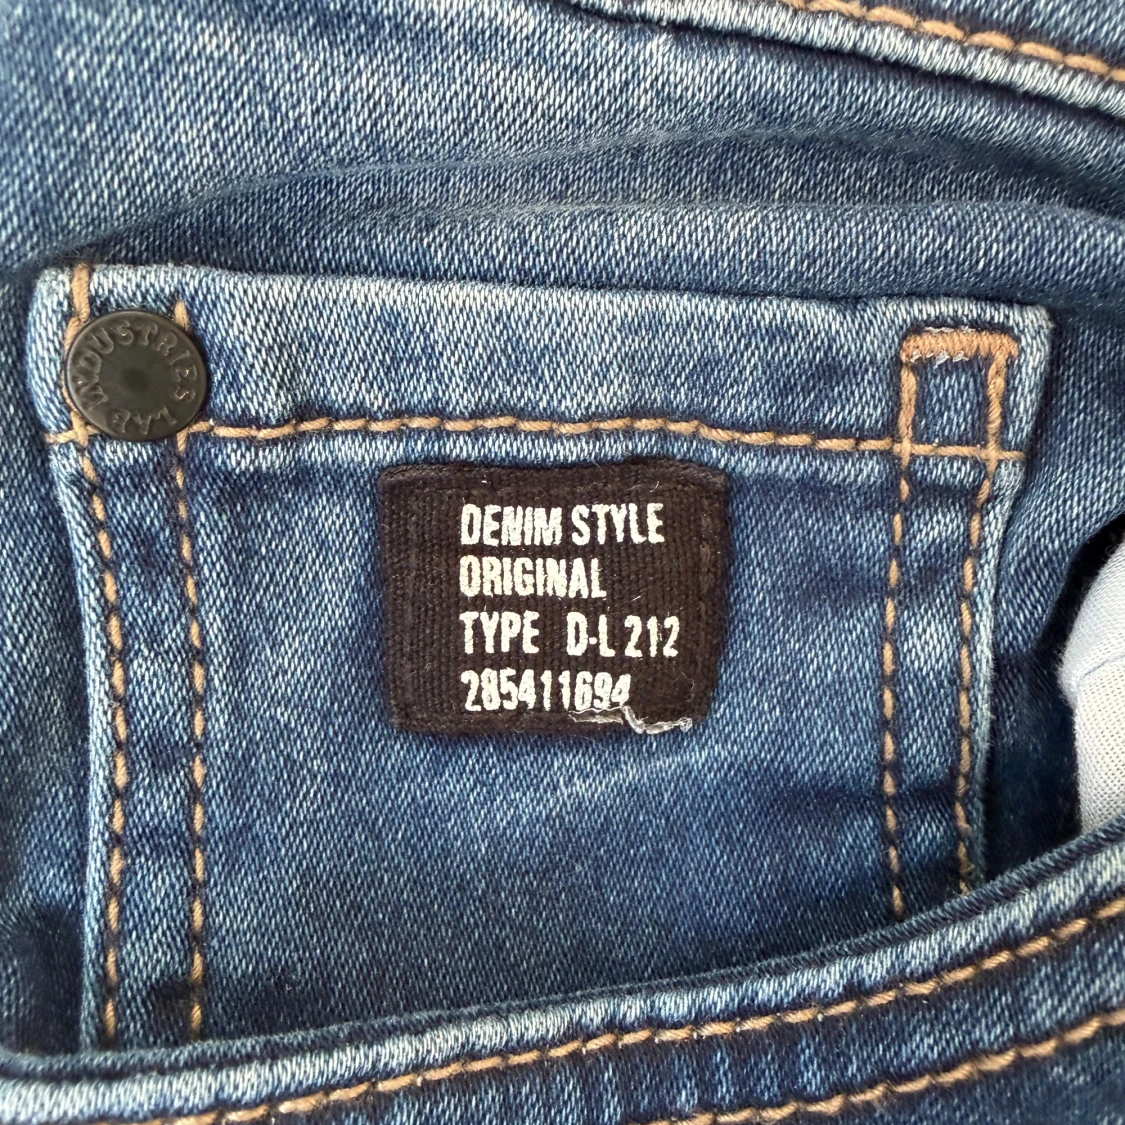 INDUSTRIES LAB
DENIM STYLE
ORIGINAL
TYPE D-L 212
285411694